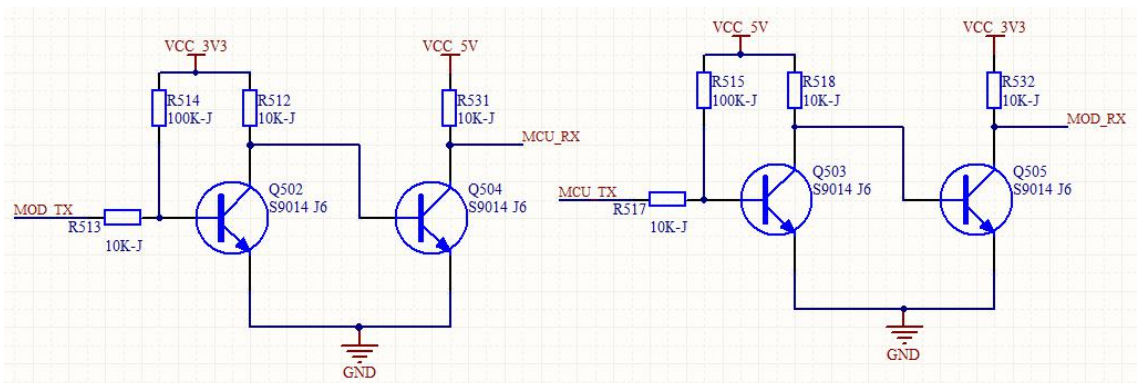 VCC_3V3
R514
100K-J
R512
10K-J
VCC_5V
R531
10K-J
MCU_RX
Q502
S9014 J6
Q504
S9014 J6
MOD_TX
R513
10K-J
GND
VCC_5V
R515
100K-J
R518
10K-J
VCC_3V3
R532
10K-J
MOD_RX
Q503
S9014 J6
Q505
S9014 J6
MCU_TX
R517
10K-J
GND